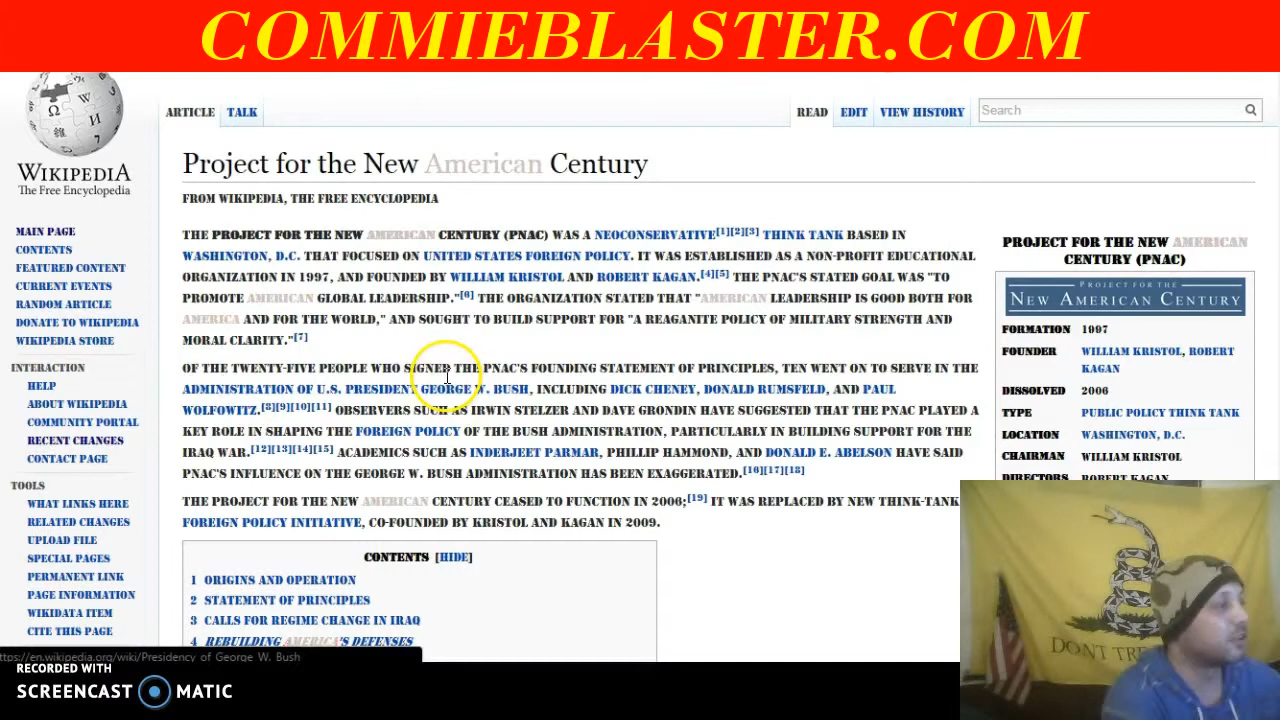 COMMIEBLASTER.COM
WIKIPEDIA
The Free Encyclopedia
ARTICLE TALK READ EDIT VIEW HISTORY Search
Project for the New American Century
FROM WIKIPEDIA, THE FREE ENCYCLOPEDIA
THE PROJECT FOR THE NEW AMERICAN CENTURY (PNAC) WAS A NEOCONSERVATIVE[1][2][3] THINK TANK BASED IN
WASHINGTON, D.C. THAT FOCUSED ON UNITED STATES FOREIGN POLICY. IT WAS ESTABLISHED AS A NON-PROFIT EDUCATIONAL
ORGANIZATION IN 1997, AND FOUNDED BY WILLIAM KRISTOL AND ROBERT KAGAN.[4][5] THE PNAC'S STATED GOAL WAS "TO
PROMOTE AMERICAN GLOBAL LEADERSHIP."[6] THE ORGANIZATION STATED THAT "AMERICAN LEADERSHIP IS GOOD BOTH FOR
AMERICA AND FOR THE WORLD," AND SOUGHT TO BUILD SUPPORT FOR "A REAGANITE POLICY OF MILITARY STRENGTH AND
MORAL CLARITY."[7]
OF THE TWENTY-FIVE PEOPLE WHO SIGNED THE PNAC'S FOUNDING STATEMENT OF PRINCIPLES, TEN WENT ON TO SERVE IN THE
ADMINISTRATION OF U.S. PRESIDENT GEORGE W. BUSH, INCLUDING DICK CHENEY, DONALD RUMSFELD, AND PAUL
WOLFOWITZ.[8][9][10][11] OBSERVERS SUCH AS IRWIN STELZER AND DAVE GRONDIN HAVE SUGGESTED THAT THE PNAC PLAYED A
KEY ROLE IN SHAPING THE FOREIGN POLICY OF THE BUSH ADMINISTRATION, PARTICULARLY IN BUILDING SUPPORT FOR THE
IRAQ WAR.[12][13][14][15] ACADEMICS SUCH AS INDERJEET PARMAR, PHILLIP HAMMOND, AND DONALD E. ABELSON HAVE SAID
PNAC'S INFLUENCE ON THE GEORGE W. BUSH ADMINISTRATION HAS BEEN EXAGGERATED.[16][17][18]
THE PROJECT FOR THE NEW AMERICAN CENTURY CEASED TO FUNCTION IN 2006;[19] IT WAS REPLACED BY NEW THINK-TANK
FOREIGN POLICY INITIATIVE, CO-FOUNDED BY KRISTOL AND KAGAN IN 2009.
CONTENTS [HIDE]
1 ORIGINS AND OPERATION
2 STATEMENT OF PRINCIPLES
3 CALLS FOR REGIME CHANGE IN IRAQ
4 REBUILDING AMERICA'S DEFENSES
PROJECT FOR THE NEW AMERICAN
CENTURY (PNAC)
PROJECT FOR THE
NEW AMERICAN CENTURY
FORMATION 1997
FOUNDER WILLIAM KRISTOL, ROBERT
KAGAN
DISSOLVED 2006
TYPE PUBLIC POLICY THINK TANK
LOCATION WASHINGTON, D.C.
CHAIRMAN WILLIAM KRISTOL
DIRECTORS ROBERT KAGAN
MAIN PAGE
CONTENTS
FEATURED CONTENT
CURRENT EVENTS
RANDOM ARTICLE
DONATE TO WIKIPEDIA
WIKIPEDIA STORE
INTERACTION
HELP
ABOUT WIKIPEDIA
COMMUNITY PORTAL
RECENT CHANGES
CONTACT PAGE
TOOLS
WHAT LINKS HERE
RELATED CHANGES
UPLOAD FILE
SPECIAL PAGES
PERMANENT LINK
PAGE INFORMATION
WIKIDATA ITEM
CITE THIS PAGE
ttps://en.wikipedia.org/wiki/Presidency_of_George_W._Bush
RECORDED WITH
SCREENCAST MATIC
DONT TRE